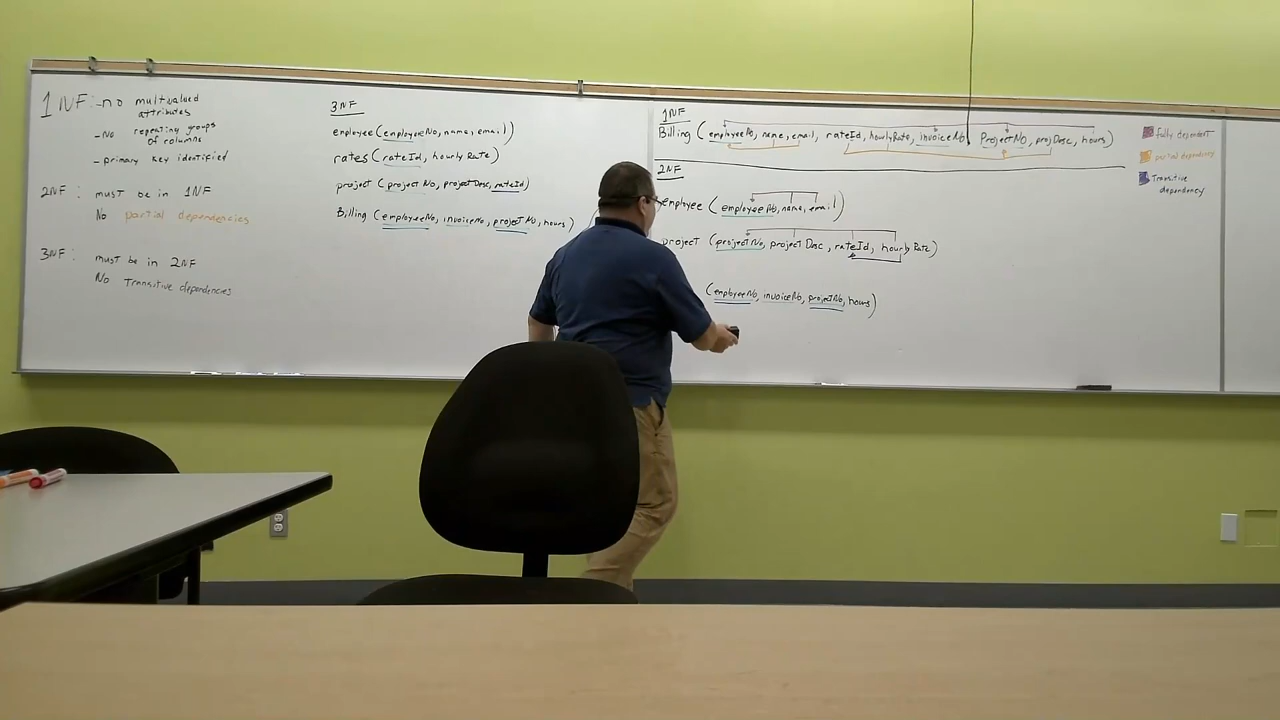 1NF: - no multivalued
attributes
- No repeating groups
of columns
- primary key identified
2NF: must be in 1NF
No partial dependencies
3NF: must be in 2NF
No Transitive dependencies
3NF
employee (employeeNo, name, email)
rates (rateId, hourly Rate)
project (project No, project Desc, rateId)
Billing (employeeNo, invoiceNo, project No, hours)
1NF
Billing (employeeNo, name, email, rateId, hourlyRate, invoiceNo, ProjectNo, projDesc, hours)
2NF
employee (employeeNo, name, email)
project (projectNo, project Desc, rateId, hourly Rate)
(employeeNo, invoiceNo, projectNo, hours)
fully dependent
partial dependency
Transitive
dependency